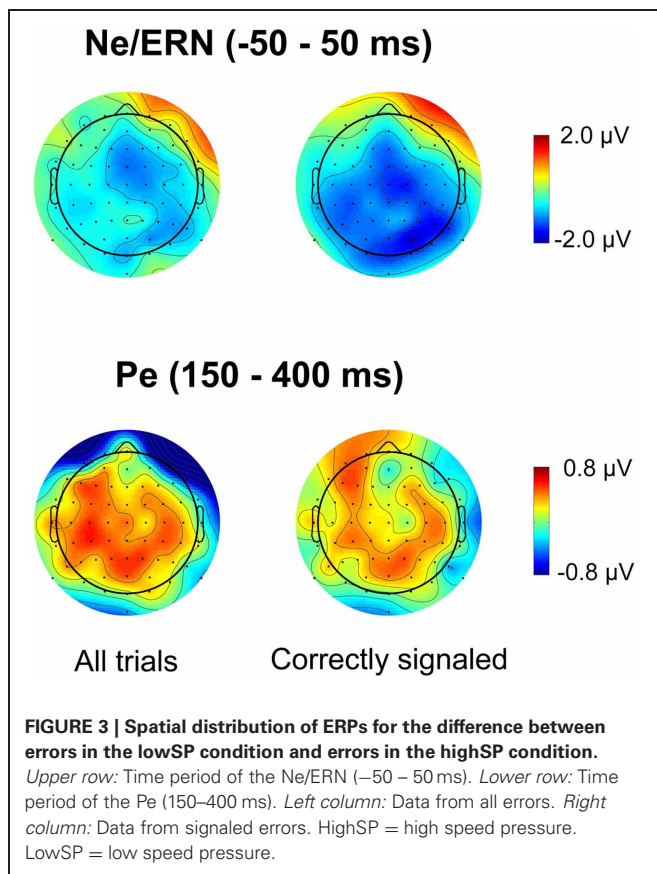 Ne/ERN (-50 - 50 ms)
2.0 µV
-2.0 µV
Pe (150 - 400 ms)
0.8 µV
-0.8 µV
All trials
Correctly signaled
FIGURE 3 | Spatial distribution of ERPs for the difference between
errors in the lowSP condition and errors in the highSP condition.
Upper row: Time period of the Ne/ERN (−50 – 50 ms). Lower row: Time
period of the Pe (150–400 ms). Left column: Data from all errors. Right
column: Data from signaled errors. HighSP = high speed pressure.
LowSP = low speed pressure.